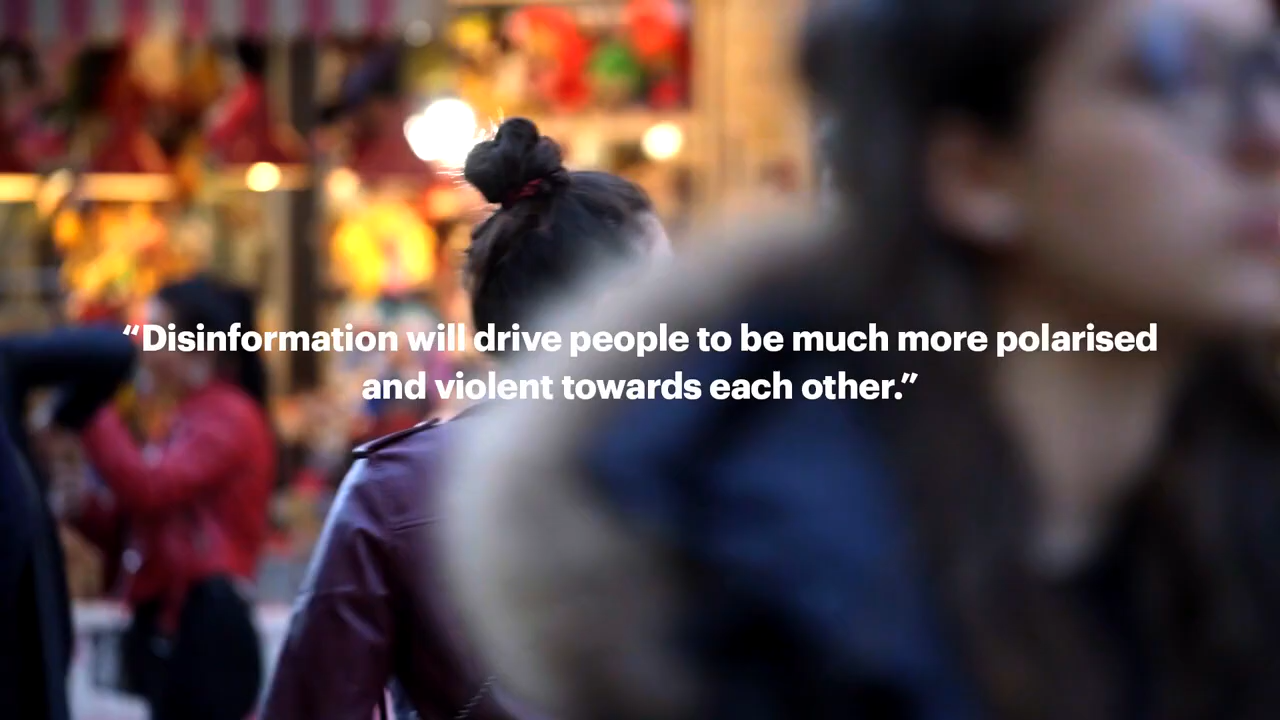 “Disinformation will drive people to be much more polarised
and violent towards each other.”